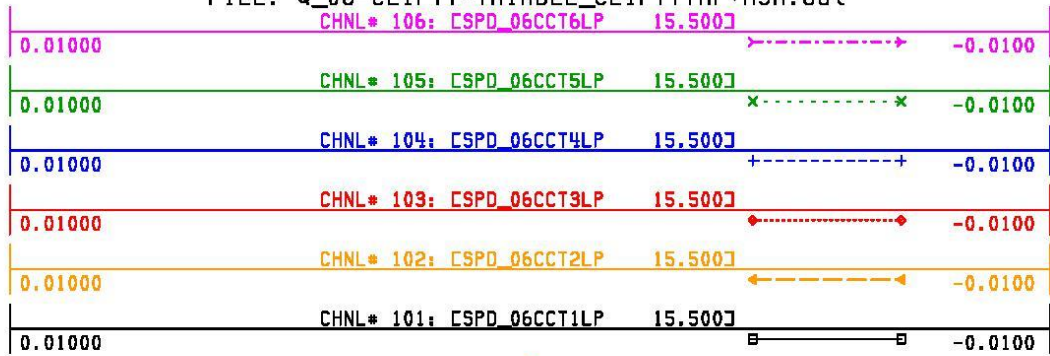 CHNL# 106: [SPD_06CCT6LP 15.500]
0.01000 -0.0100
CHNL# 105: [SPD_06CCT5LP 15.500]
0.01000 -0.0100
CHNL# 104: [SPD_06CCT4LP 15.500]
0.01000 -0.0100
CHNL# 103: [SPD_06CCT3LP 15.500]
0.01000 -0.0100
CHNL# 102: [SPD_06CCT2LP 15.500]
0.01000 -0.0100
CHNL# 101: [SPD_06CCT1LP 15.500]
0.01000 -0.0100